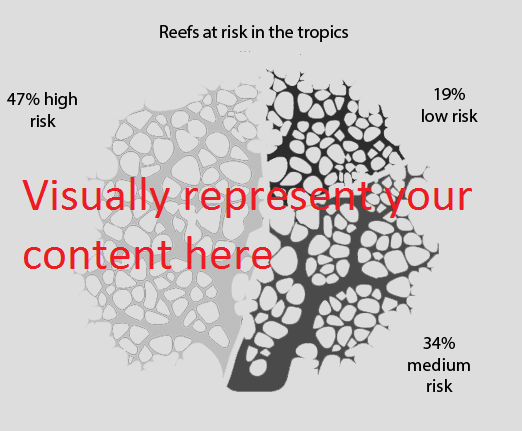 Reefs at risk in the tropics
47% high
risk
19%
low risk
Visually represent your
content here
34%
medium
risk